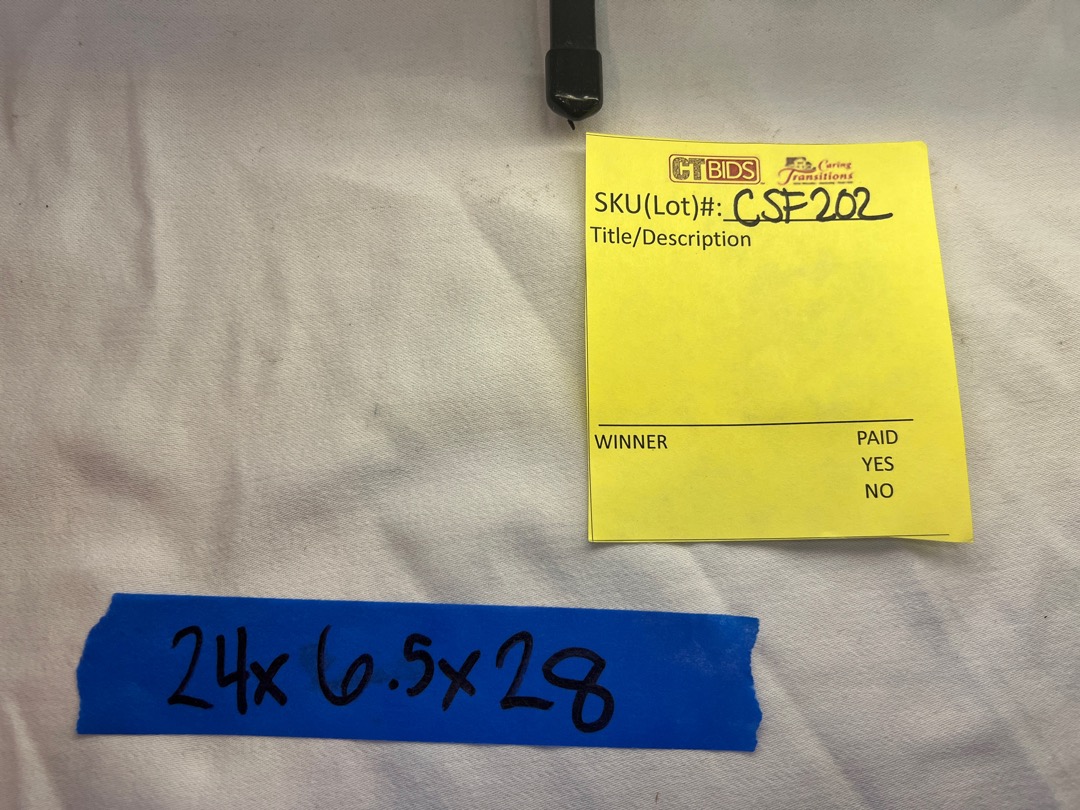 CTBIDS
Caring
Transitions
SKU(Lot)#: CSF202
Title/Description
WINNER
PAID
YES
NO
24x6.5x28